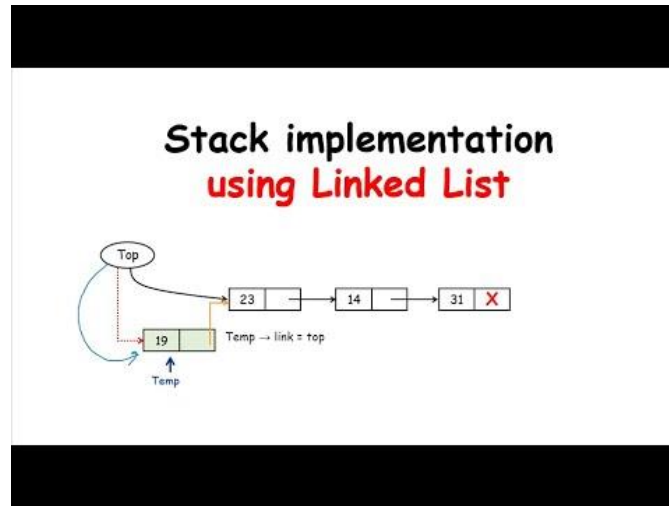 Stack implementation
using Linked List
Top
23
14
31 X
19
Temp → link = top
Temp